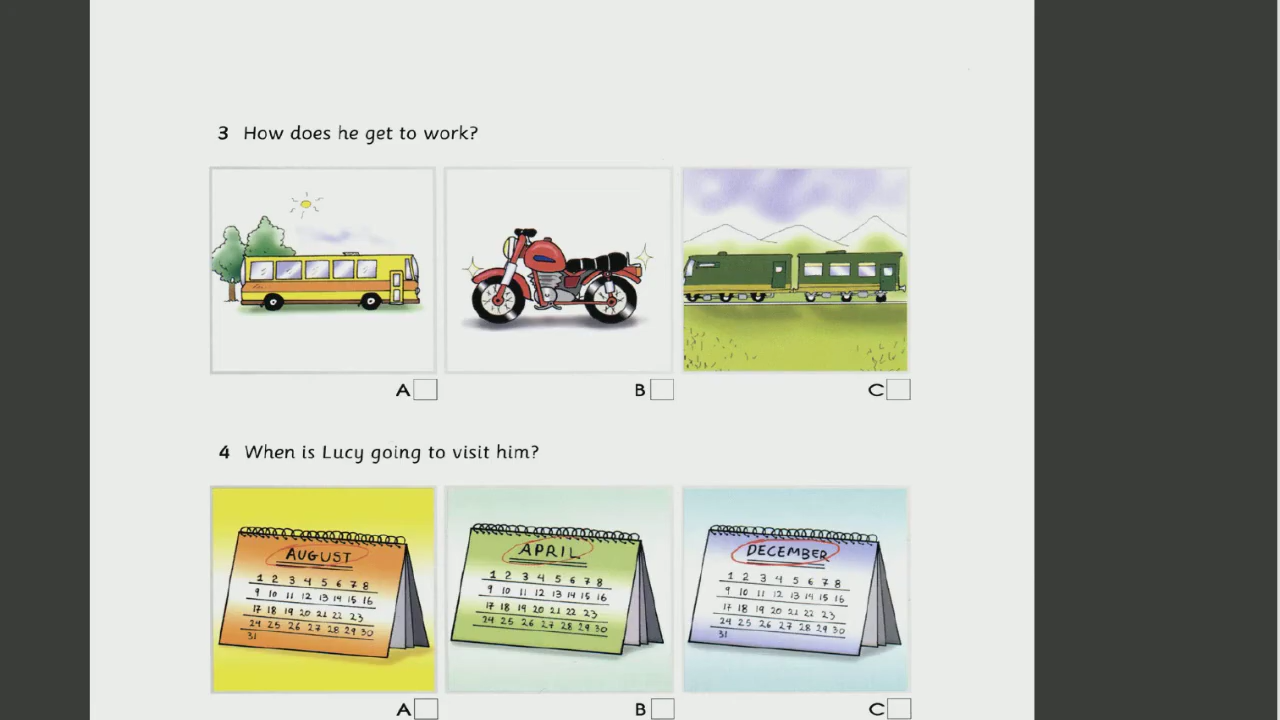 3 How does he get to work?
A B C
4 When is Lucy going to visit him?
AUGUST
1 2 3 4 5 6 7 8
9 10 11 12 13 14 15 16
17 18 19 20 21 22 23
24 25 26 27 28 29 30
31
APRIL
1 2 3 4 5 6 7 8
9 10 11 12 13 14 15 16
17 18 19 20 21 22 23
24 25 26 27 28 29 30
DECEMBER
1 2 3 4 5 6 7 8
9 10 11 12 13 14 15 16
17 18 19 20 21 22 23
24 25 26 27 28 29 30
31
A B C